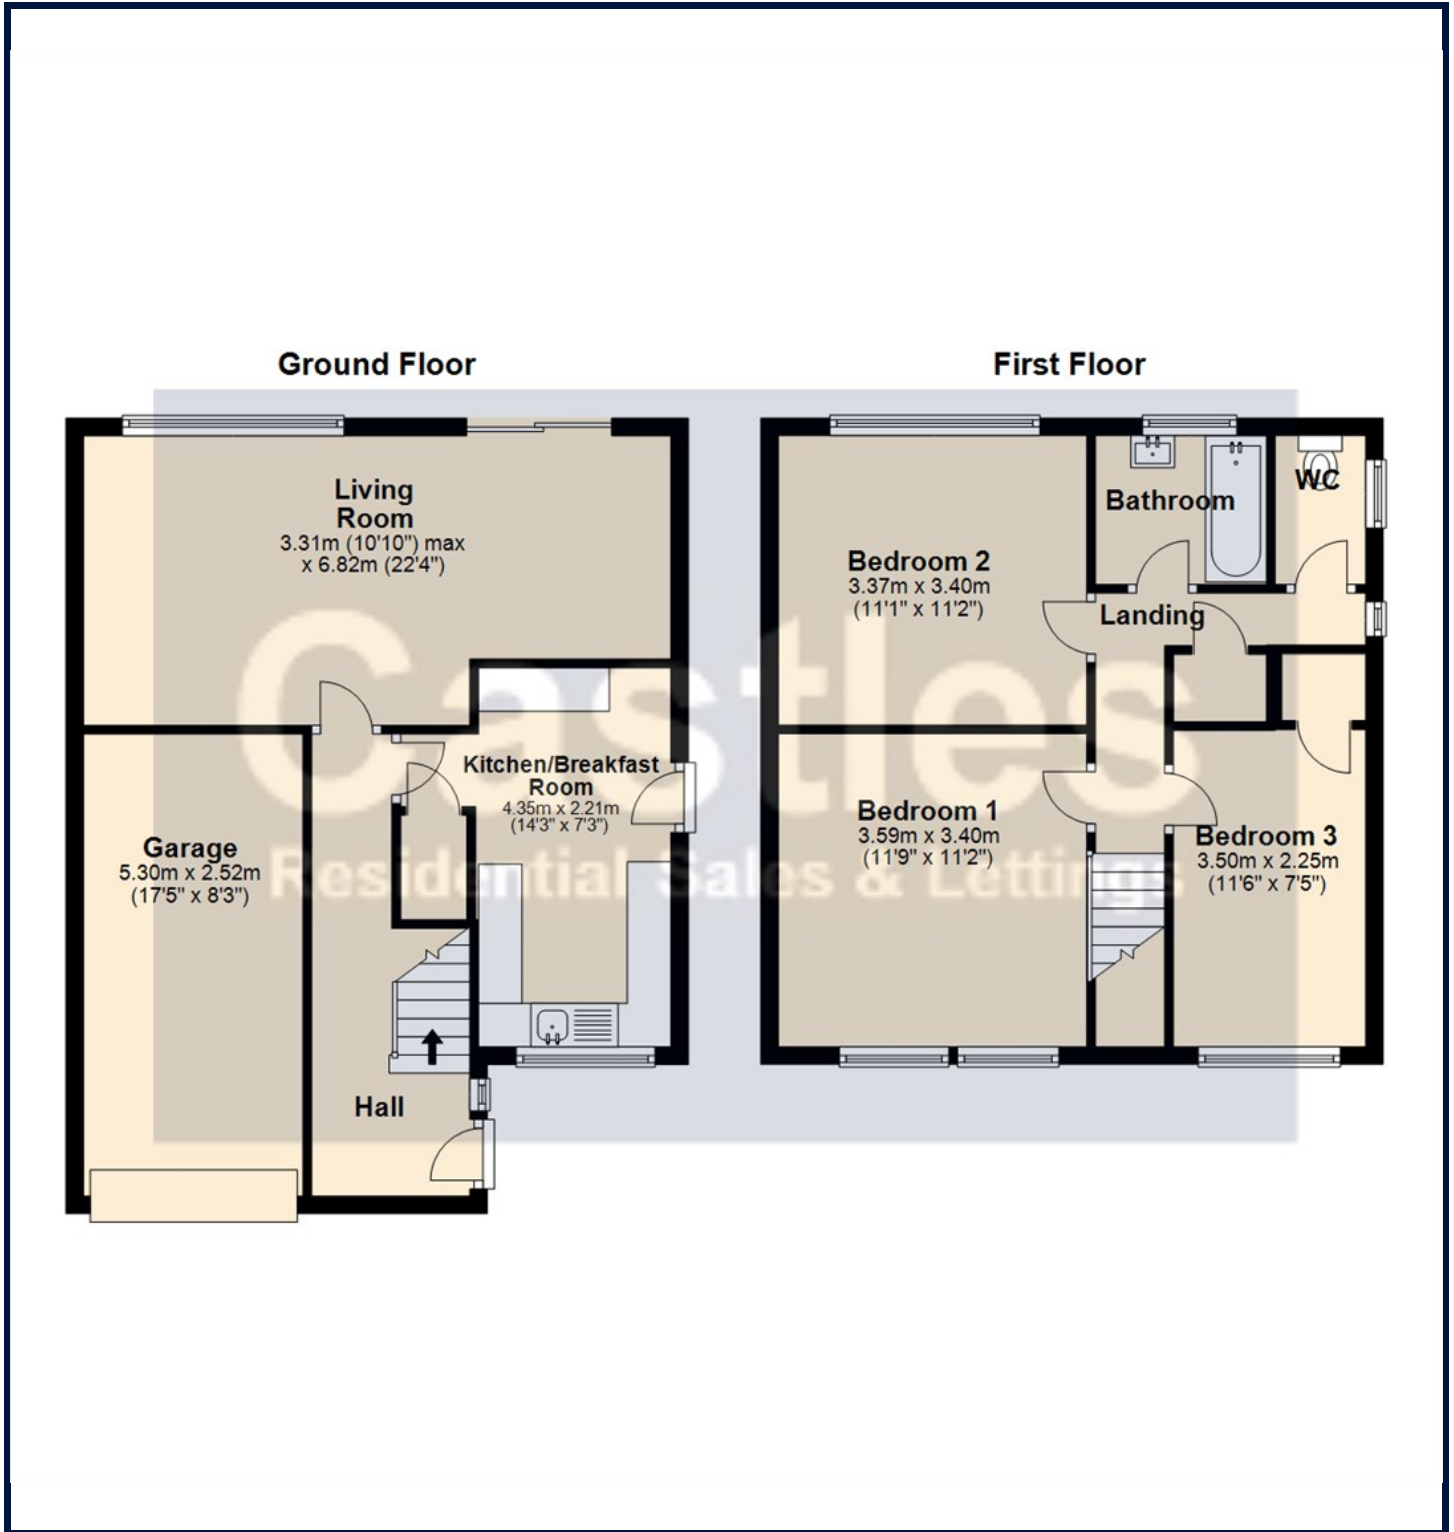 Ground Floor
First Floor
Living
Room
3.31m (10'10") max
x 6.82m (22'4")
Kitchen/Breakfast
Room
4.35m x 2.21m
(14'3" x 7'3")
Garage
5.30m x 2.52m
(17'5" x 8'3")
Hall
Bathroom
WC
Bedroom 2
3.37m x 3.40m
(11'1" x 11'2")
Landing
Bedroom 1
3.59m x 3.40m
(11'9" x 11'2")
Bedroom 3
3.50m x 2.25m
(11'6" x 7'5")
Castles
Residential Sales & Lettings